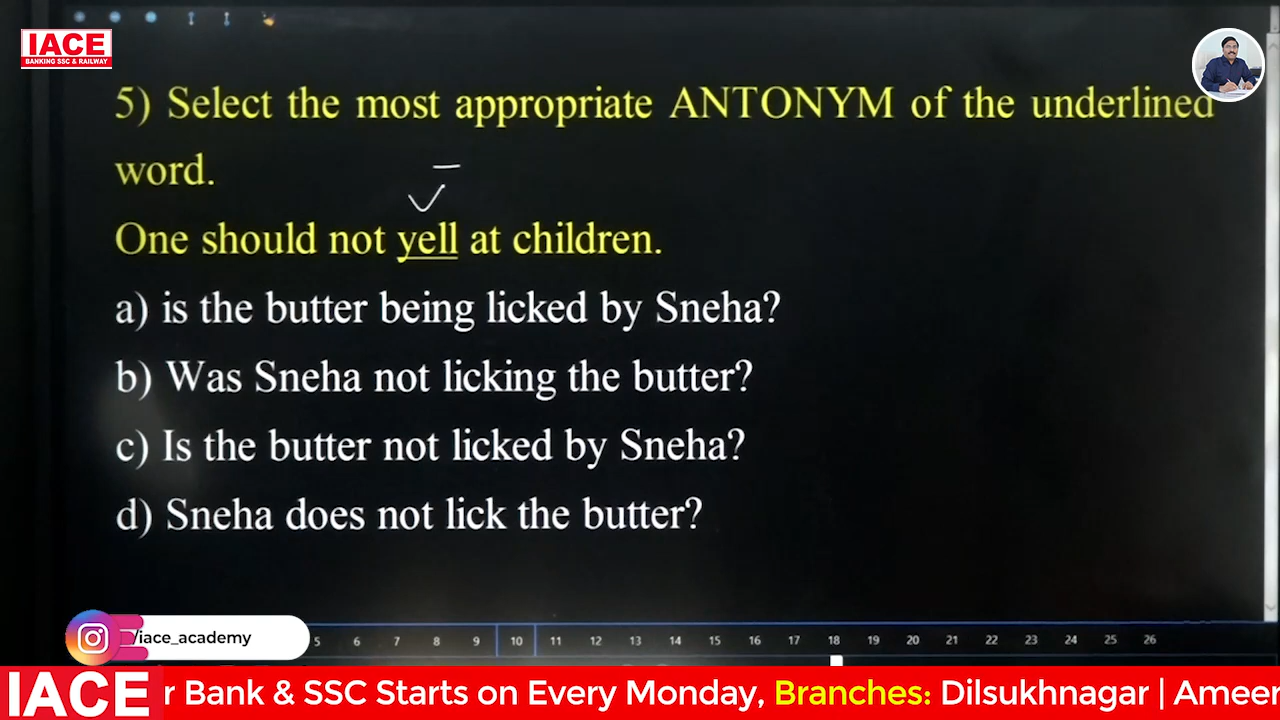 IACE
BANKING SSC & RAILWAY
5) Select the most appropriate ANTONYM of the underlined
word.
One should not yell at children.
a) is the butter being licked by Sneha?
b) Was Sneha not licking the butter?
c) Is the butter not licked by Sneha?
d) Sneha does not lick the butter?
/iace_academy
5 6 7 8 9 10 11 12 13 14 15 16 17 18 19 20 21 22 23 24 25 26
IACE r Bank & SSC Starts on Every Monday, Branches: Dilsukhnagar | Ameer